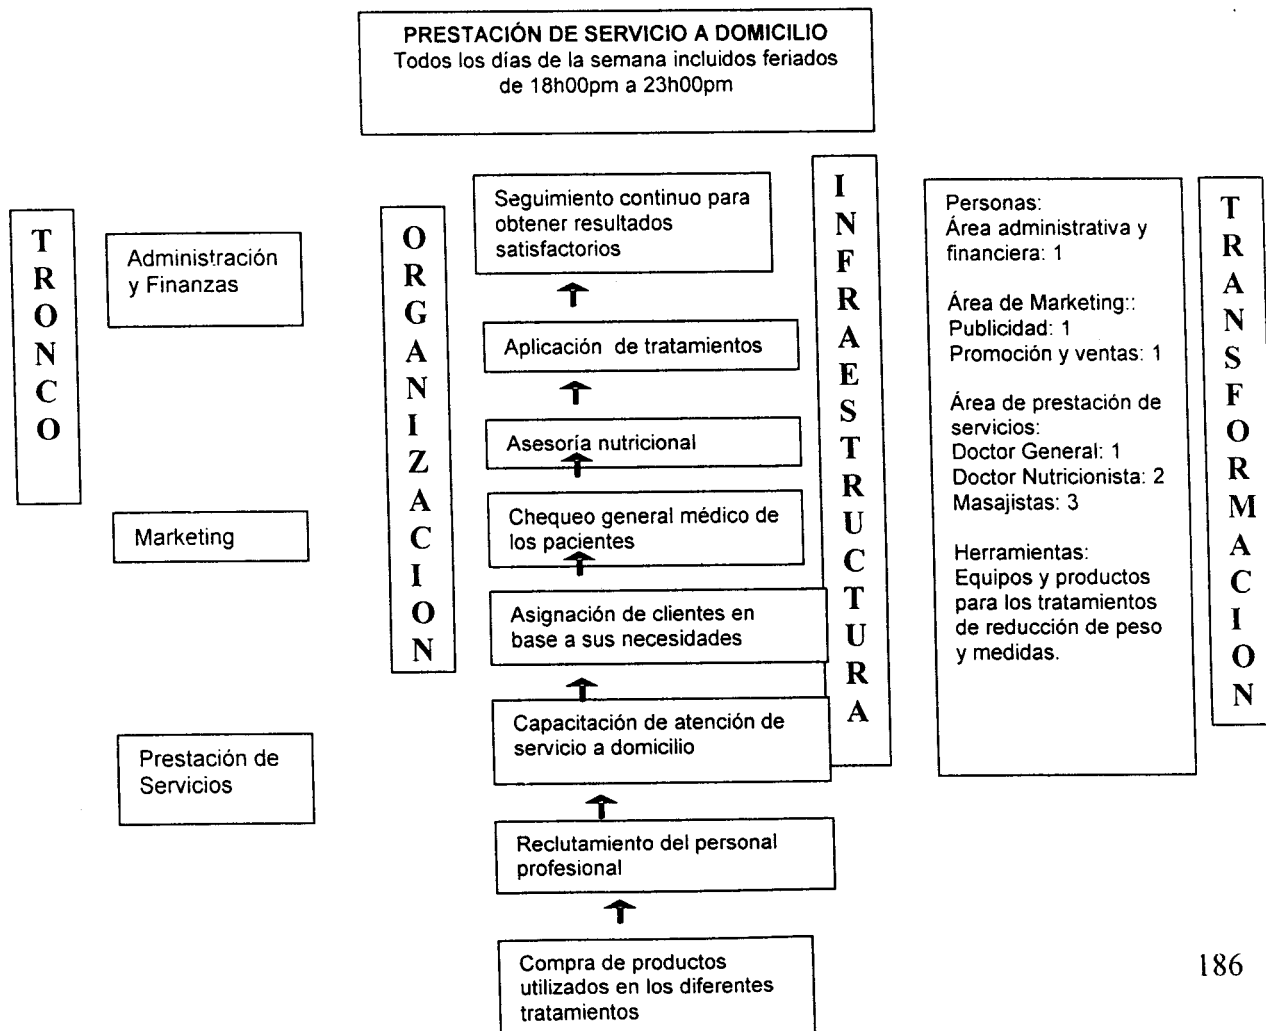 PRESTACIÓN DE SERVICIO A DOMICILIO
Todos los días de la semana incluidos feriados
de 18h00pm a 23h00pm
TRONCO
Administración
y Finanzas
Marketing
Prestación de
Servicios
ORGANIZACION
Seguimiento continuo para
obtener resultados
satisfactorios
Aplicación de tratamientos
Asesoría nutricional
Chequeo general médico de
los pacientes
Asignación de clientes en
base a sus necesidades
Capacitación de atención de
servicio a domicilio
Reclutamiento del personal
profesional
Compra de productos
utilizados en los diferentes
tratamientos
INFRAESTRUCTURA
Personas:
Área administrativa y
financiera: 1
Área de Marketing::
Publicidad: 1
Promoción y ventas: 1
Área de prestación de
servicios:
Doctor General: 1
Doctor Nutricionista: 2
Masajistas: 3
Herramientas:
Equipos y productos
para los tratamientos
de reducción de peso
y medidas.
TRANSFORMACION
186